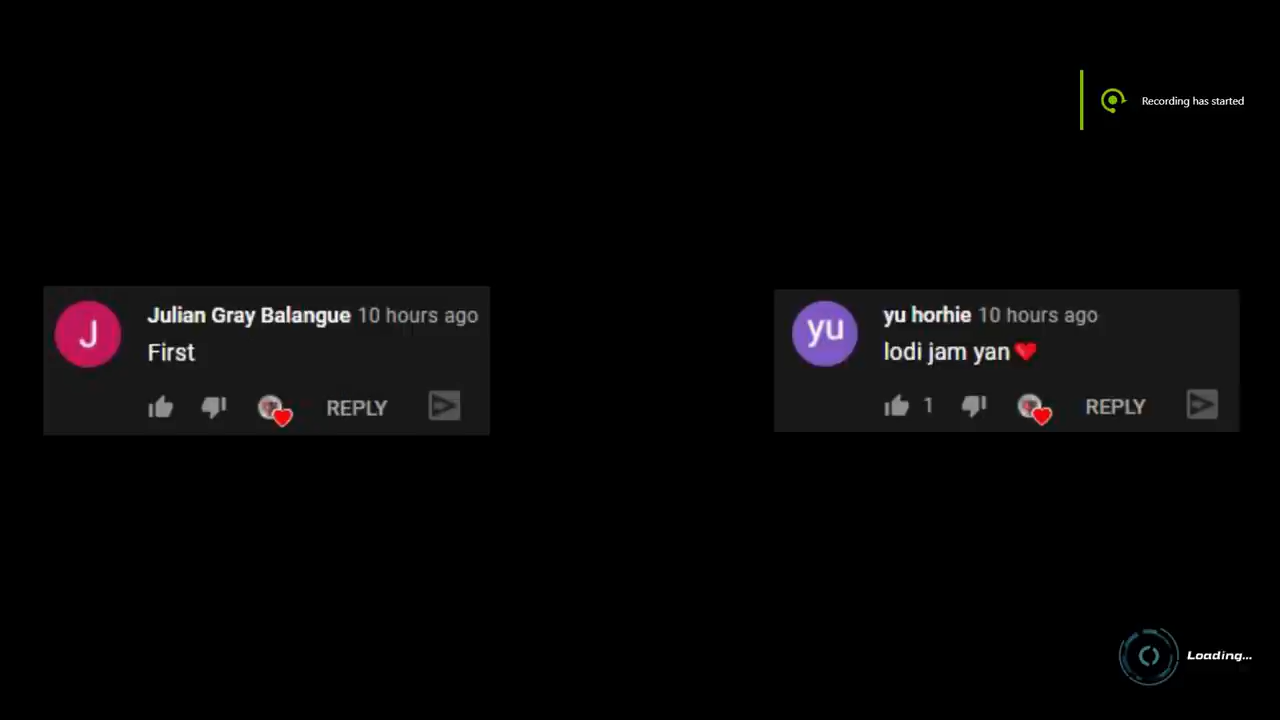 Recording has started
J
Julian Gray Balangue 10 hours ago
First
REPLY
yu
yu horhie 10 hours ago
lodi jam yan❤
1
REPLY
Loading...